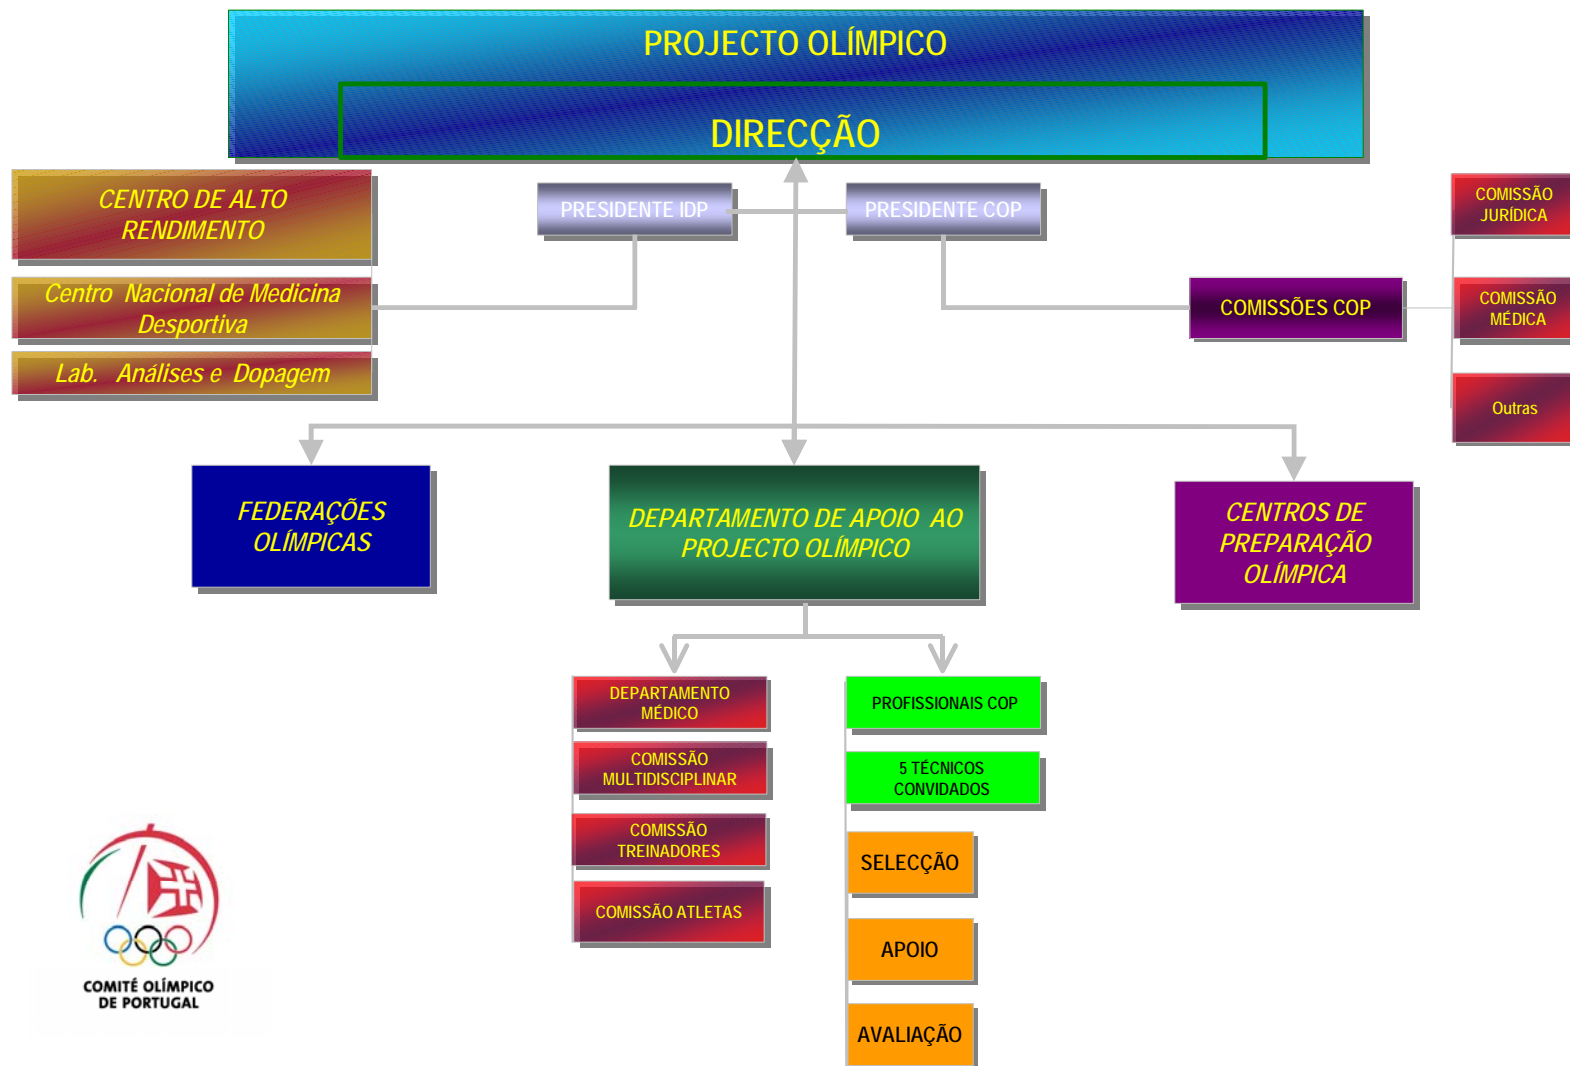 PROJECTO OLÍMPICO
DIRECÇÃO
CENTRO DE ALTO
RENDIMENTO
Centro Nacional de Medicina
Desportiva
Lab. Análises e Dopagem
PRESIDENTE IDP
PRESIDENTE COP
COMISSÕES COP
COMISSÃO
JURÍDICA
COMISSÃO
MÉDICA
Outras
FEDERAÇÕES
OLÍMPICAS
DEPARTAMENTO DE APOIO AO
PROJECTO OLÍMPICO
CENTROS DE
PREPARAÇÃO
OLÍMPICA
DEPARTAMENTO
MÉDICO
COMISSÃO
MULTIDISCIPLINAR
COMISSÃO
TREINADORES
COMISSÃO ATLETAS
PROFISSIONAIS COP
5 TÉCNICOS
CONVIDADOS
SELECÇÃO
APOIO
AVALIAÇÃO
COMITÉ OLÍMPICO
DE PORTUGAL